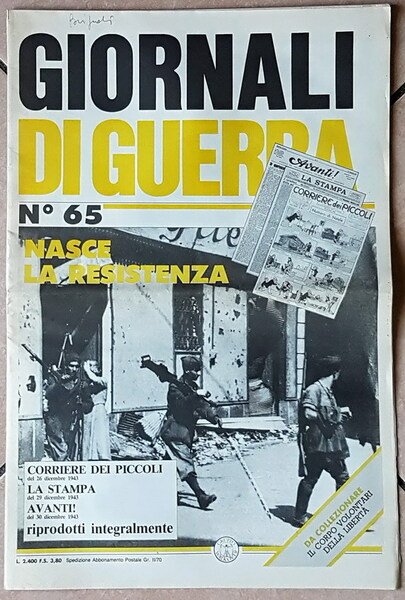 GIORNALI
DI GUERRA
N° 65
Avanti!
LA STAMPA
CORRIERE dei PICCOLI
NASCE
LA RESISTENZA
CORRIERE DEI PICCOLI
del 26 dicembre 1943
LA STAMPA
del 29 dicembre 1943
AVANTI!
del 30 dicembre 1943
riprodotti integralmente
DA COLLEZIONARE
IL CORPO VOLONTARI
DELLA LIBERTÀ
L. 2.400 F.S. 3,80 Spedizione Abbonamento Postale Gr. II/70